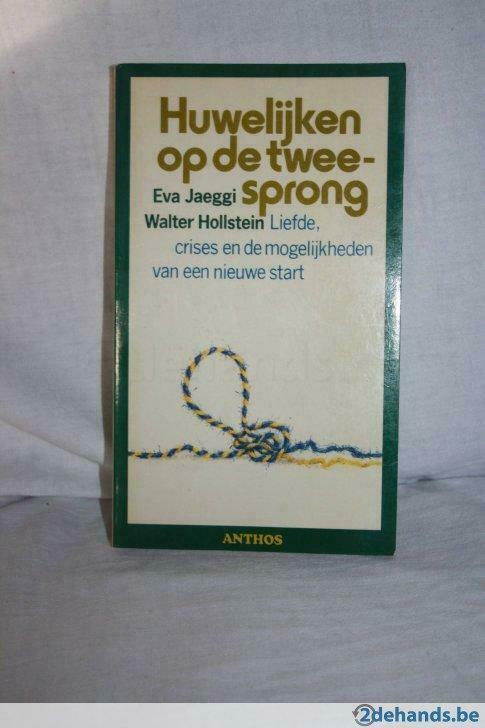 Huwelijken
op de twee-
sprong
Eva Jaeggi
Walter Hollstein Liefde,
crises en de mogelijkheden
van een nieuwe start
ANTHOS
2dehands.be